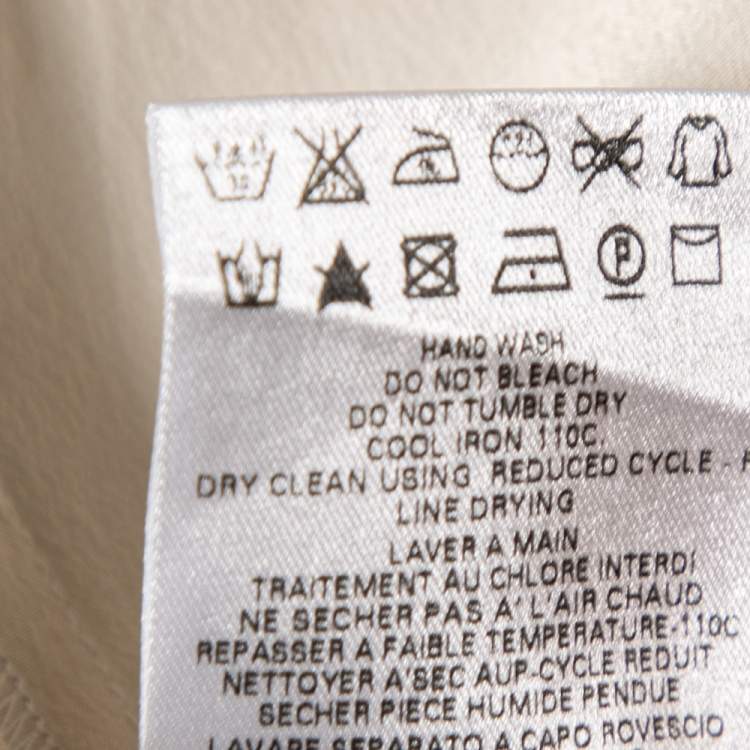 HAND WASH
DO NOT BLEACH
DO NOT TUMBLE DRY
COOL IRON 110C.
DRY CLEAN USING REDUCED CYCLE -
LINE DRYING
LAVER A MAIN
TRAITEMENT AU CHLORE INTERDI
NE SECHER PAS A' L'AIR CHAUD
REPASSER A FAIBLE TEMPERATURE-110C
NETTOYER A'SEC AUP-CYCLE REDUIT
SECHER PIECE HUMIDE PENDUE
LAVARE SEPARATO A CAPO ROVESCIO